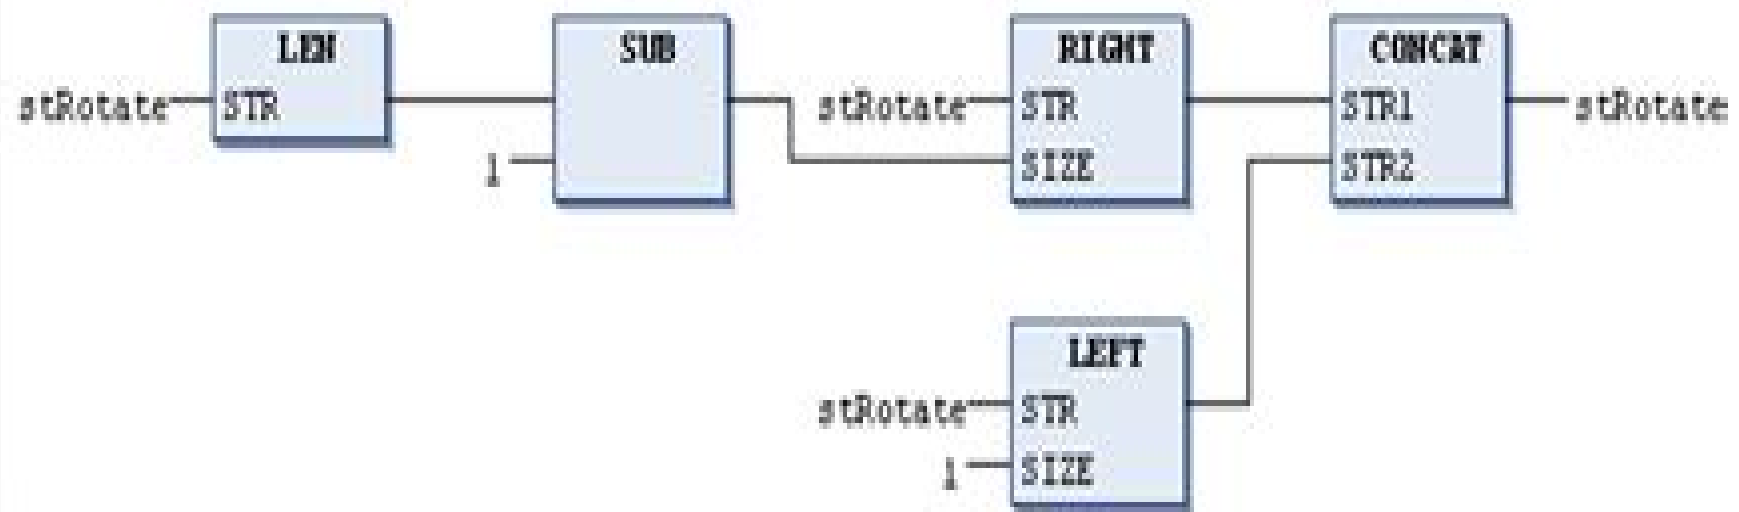 LEN SUB RIGHT CONCAT
stRotate STR stRotate STR STR1 stRotate
1 SIZE STR2
LEFT
stRotate STR
1 SIZE